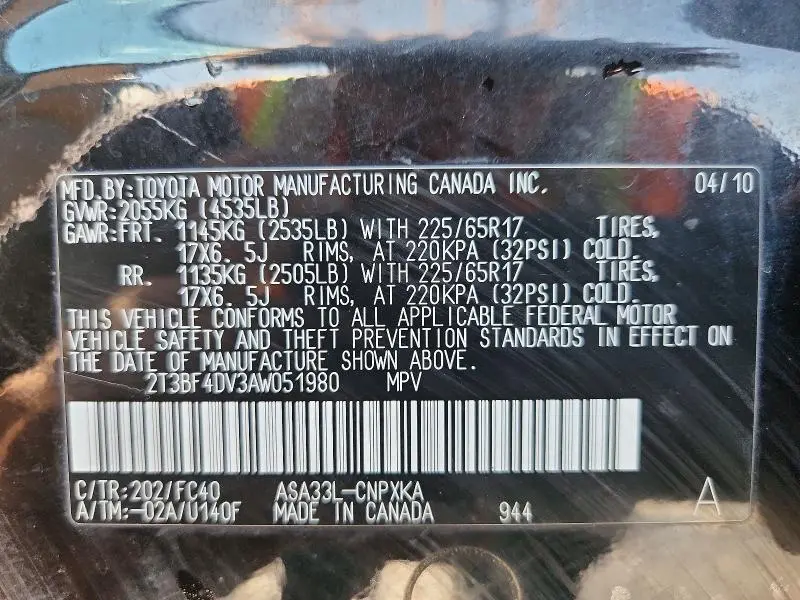 MFD. BY: TOYOTA MOTOR MANUFACTURING CANADA INC. 04/10
GVWR: 2055KG (4535LB)
GAWR: FRT. 1145KG (2535LB) WITH 225/65R17 TIRES,
17X6. 5J RIMS, AT 220KPA (32PSI) COLD.
RR. 1135KG (2505LB) WITH 225/65R17 TIRES,
17X6. 5J RIMS, AT 220KPA (32PSI) COLD.
THIS VEHICLE CONFORMS TO ALL APPLICABLE FEDERAL MOTOR
VEHICLE SAFETY AND THEFT PREVENTION STANDARDS IN EFFECT ON
THE DATE OF MANUFACTURE SHOWN ABOVE.
2T3BF4DV3AW051980 MPV
C/TR: 202/FC40 ASA33L-CNPXKA A
A/TM: -02A/U140F MADE IN CANADA 944